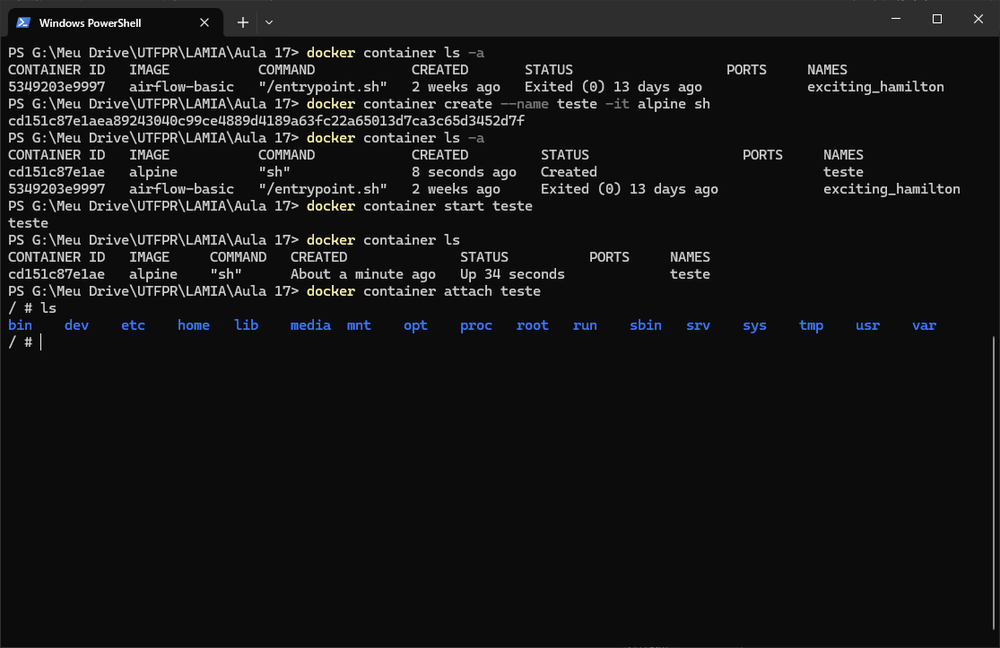 Windows PowerShell
PS G:\Meu Drive\UTFPR\LAMIA\Aula 17> docker container ls -a
CONTAINER ID   IMAGE           COMMAND            CREATED       STATUS                   PORTS     NAMES
5349203e9997   airflow-basic   "/entrypoint.sh"   2 weeks ago   Exited (0) 13 days ago             exciting_hamilton
PS G:\Meu Drive\UTFPR\LAMIA\Aula 17> docker container create --name teste -it alpine sh
cd151c87e1aea89243040c99ce4889d4189a63fc22a65013d7ca3c65d3452d7f
PS G:\Meu Drive\UTFPR\LAMIA\Aula 17> docker container ls -a
CONTAINER ID   IMAGE           COMMAND            CREATED         STATUS                   PORTS     NAMES
cd151c87e1ae   alpine          "sh"               8 seconds ago   Created                            teste
5349203e9997   airflow-basic   "/entrypoint.sh"   2 weeks ago     Exited (0) 13 days ago             exciting_hamilton
PS G:\Meu Drive\UTFPR\LAMIA\Aula 17> docker container start teste
teste
PS G:\Meu Drive\UTFPR\LAMIA\Aula 17> docker container ls
CONTAINER ID   IMAGE     COMMAND   CREATED              STATUS          PORTS     NAMES
cd151c87e1ae   alpine    "sh"      About a minute ago   Up 34 seconds             teste
PS G:\Meu Drive\UTFPR\LAMIA\Aula 17> docker container attach teste
/ # ls
bin    dev    etc    home   lib    media  mnt    opt    proc   root   run    sbin   srv    sys    tmp    usr    var
/ #